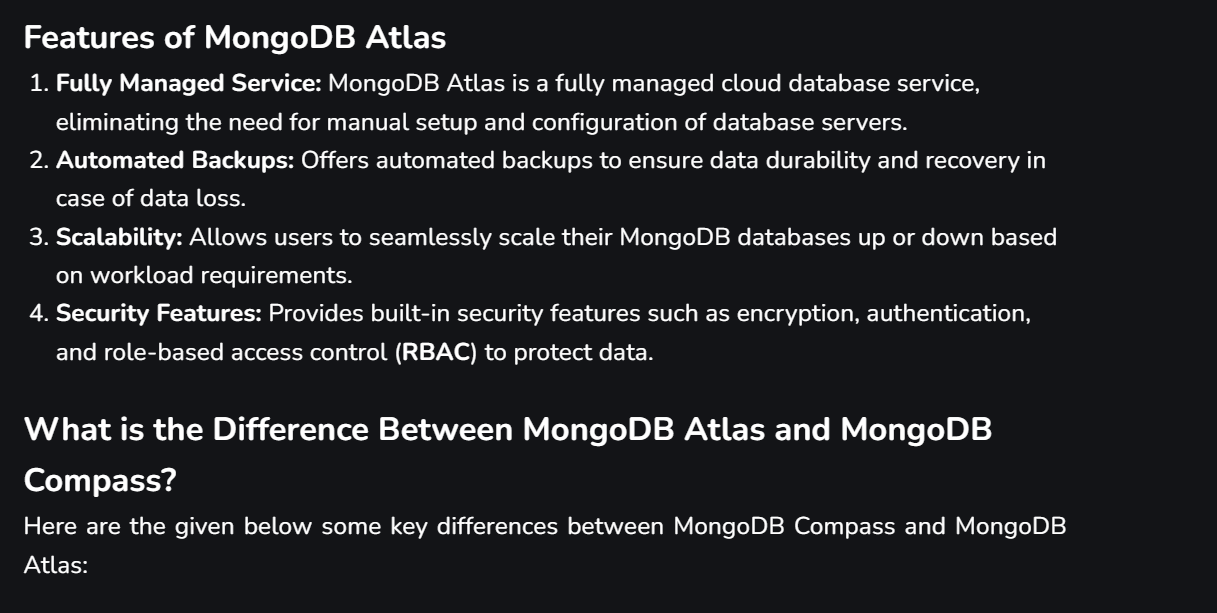 Features of MongoDB Atlas
1. Fully Managed Service: MongoDB Atlas is a fully managed cloud database service,
eliminating the need for manual setup and configuration of database servers.
2. Automated Backups: Offers automated backups to ensure data durability and recovery in
case of data loss.
3. Scalability: Allows users to seamlessly scale their MongoDB databases up or down based
on workload requirements.
4. Security Features: Provides built-in security features such as encryption, authentication,
and role-based access control (RBAC) to protect data.
What is the Difference Between MongoDB Atlas and MongoDB
Compass?
Here are the given below some key differences between MongoDB Compass and MongoDB
Atlas: